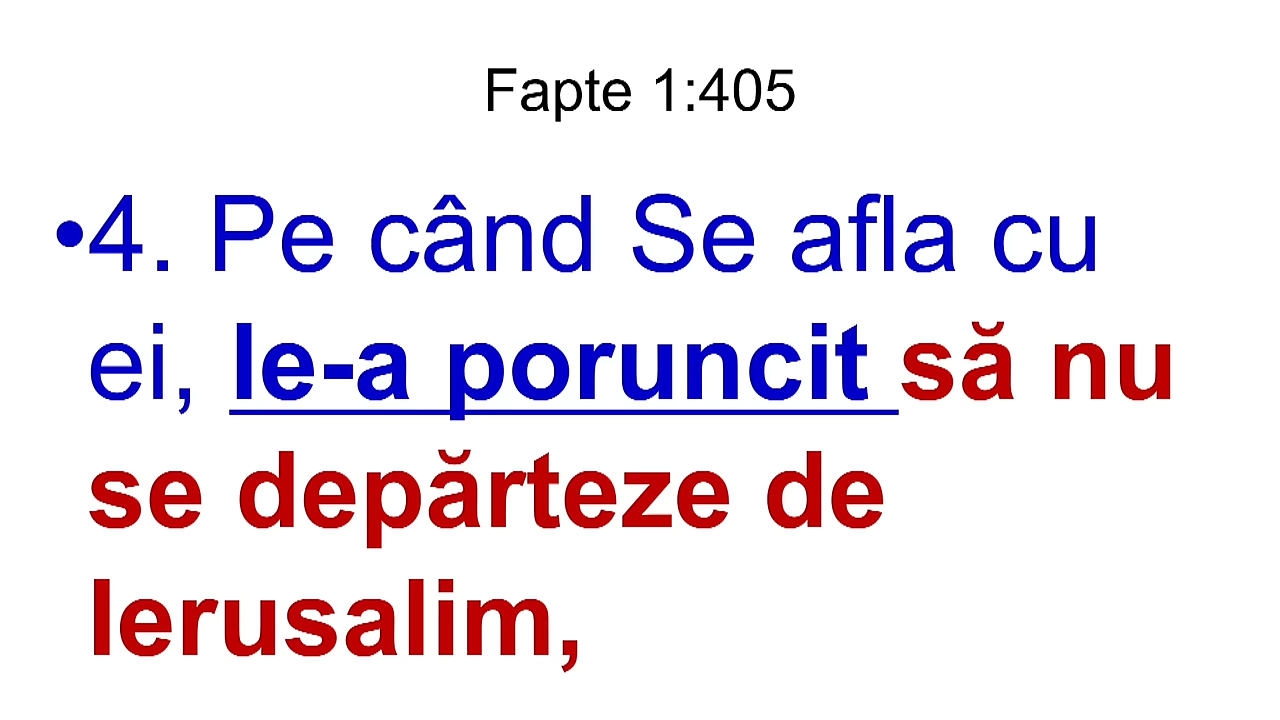 Fapte 1:405
•4. Pe când Se afla cu
ei, le-a poruncit să nu
se depărteze de
Ierusalim,